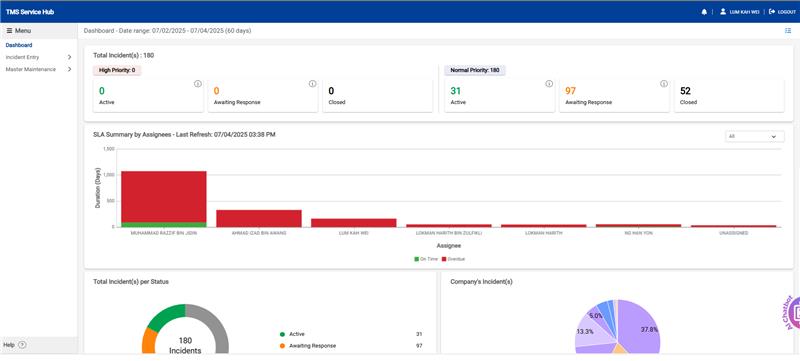 TMS Service Hub
LUM KAH WEI
LOGOUT
Menu
Dashboard - Date range: 07/02/2025 - 07/04/2025 (60 days)
Dashboard
Incident Entry
Master Maintenance
Total Incident(s) : 180
High Priority: 0
Normal Priority: 180
0
Active
0
Awaiting Response
0
Closed
31
Active
97
Awaiting Response
52
Closed
SLA Summary by Assignees - Last Refresh: 07/04/2025 03:38 PM
All
Duration (Days)
1,500
1,000
500
0
MUHAMMAD RAZZIF BIN JIDIN
AHMAD IZAD BIN AWANG
LUM KAH WEI
LOKMAN HARITH BIN ZULFIKLI
LOKMAN HARITH
NG HAN YON
UNASSIGNED
Assignee
On Time
Overdue
Total Incident(s) per Status
180
Incidents
Active 31
Awaiting Response 97
Company's Incident(s)
5.0%
13.3%
37.8%
AI Chatbot
Help